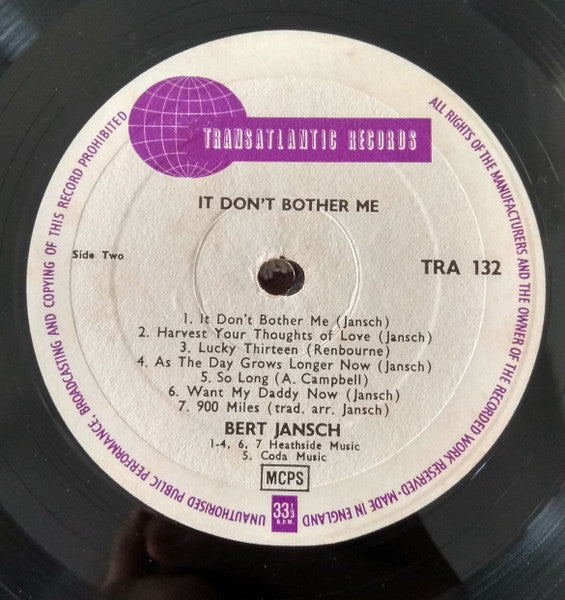 TRANSATLANTIC RECORDS
IT DON'T BOTHER ME
Side Two
TRA 132
1. It Don't Bother Me (Jansch)
2. Harvest Your Thoughts of Love (Jansch)
3. Lucky Thirteen (Renbourne)
4. As The Day Grows Longer Now (Jansch)
5. So Long (A. Campbell)
6. Want My Daddy Now (Jansch)
7. 900 Miles (trad. arr. Jansch)
BERT JANSCH
1-4, 6, 7 Heathside Music
5. Coda Music
MCPS
33⅓
R.P.M.
ALL RIGHTS OF THE MANUFACTURERS AND THE OWNER OF THE RECORDED WORK RESERVED · MADE IN ENGLAND
UNAUTHORISED PUBLIC PERFORMANCE, BROADCASTING AND COPYING OF THIS RECORD PROHIBITED